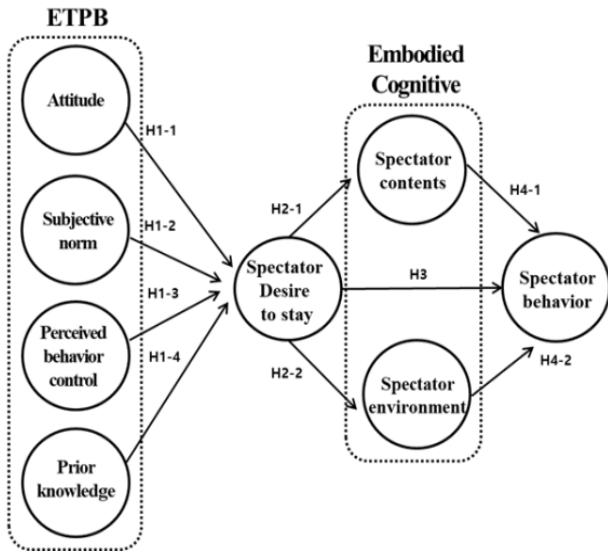 ETPB
Attitude
Subjective
norm
Perceived
behavior
control
Prior
knowledge
H1-1
H1-2
H1-3
H1-4
Spectator
Desire
to stay
H2-1
H3
H2-2
Embodied
Cognitive
Spectator
contents
Spectator
environment
H4-1
H4-2
Spectator
behavior